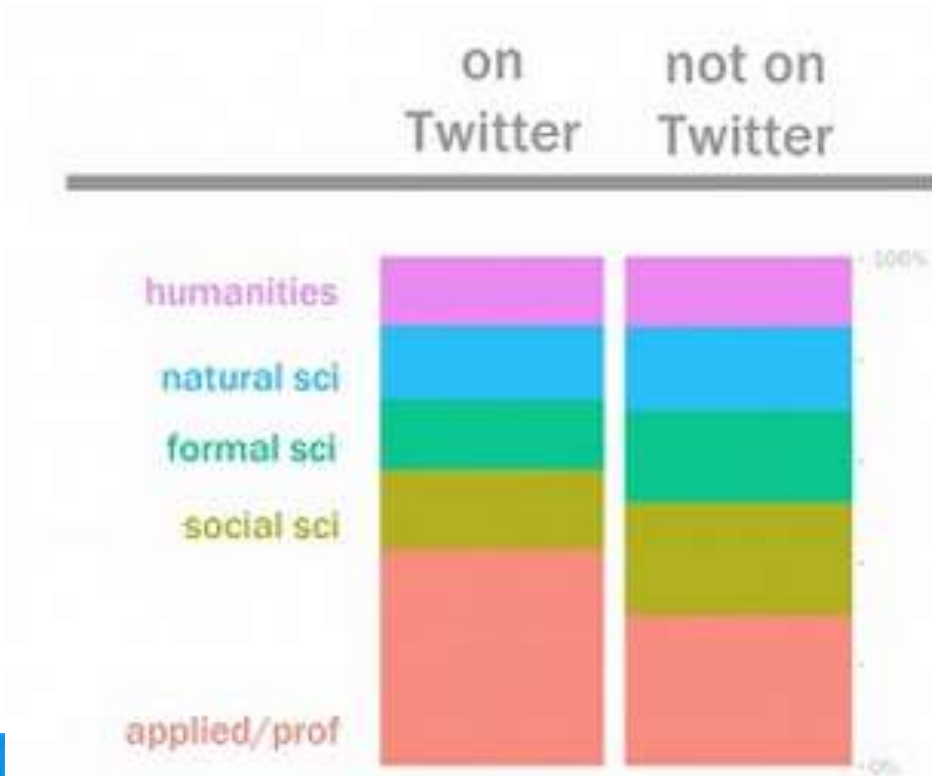 on
Twitter
not on
Twitter
100%
humanities
natural sci
formal sci
social sci
applied/prof
0%